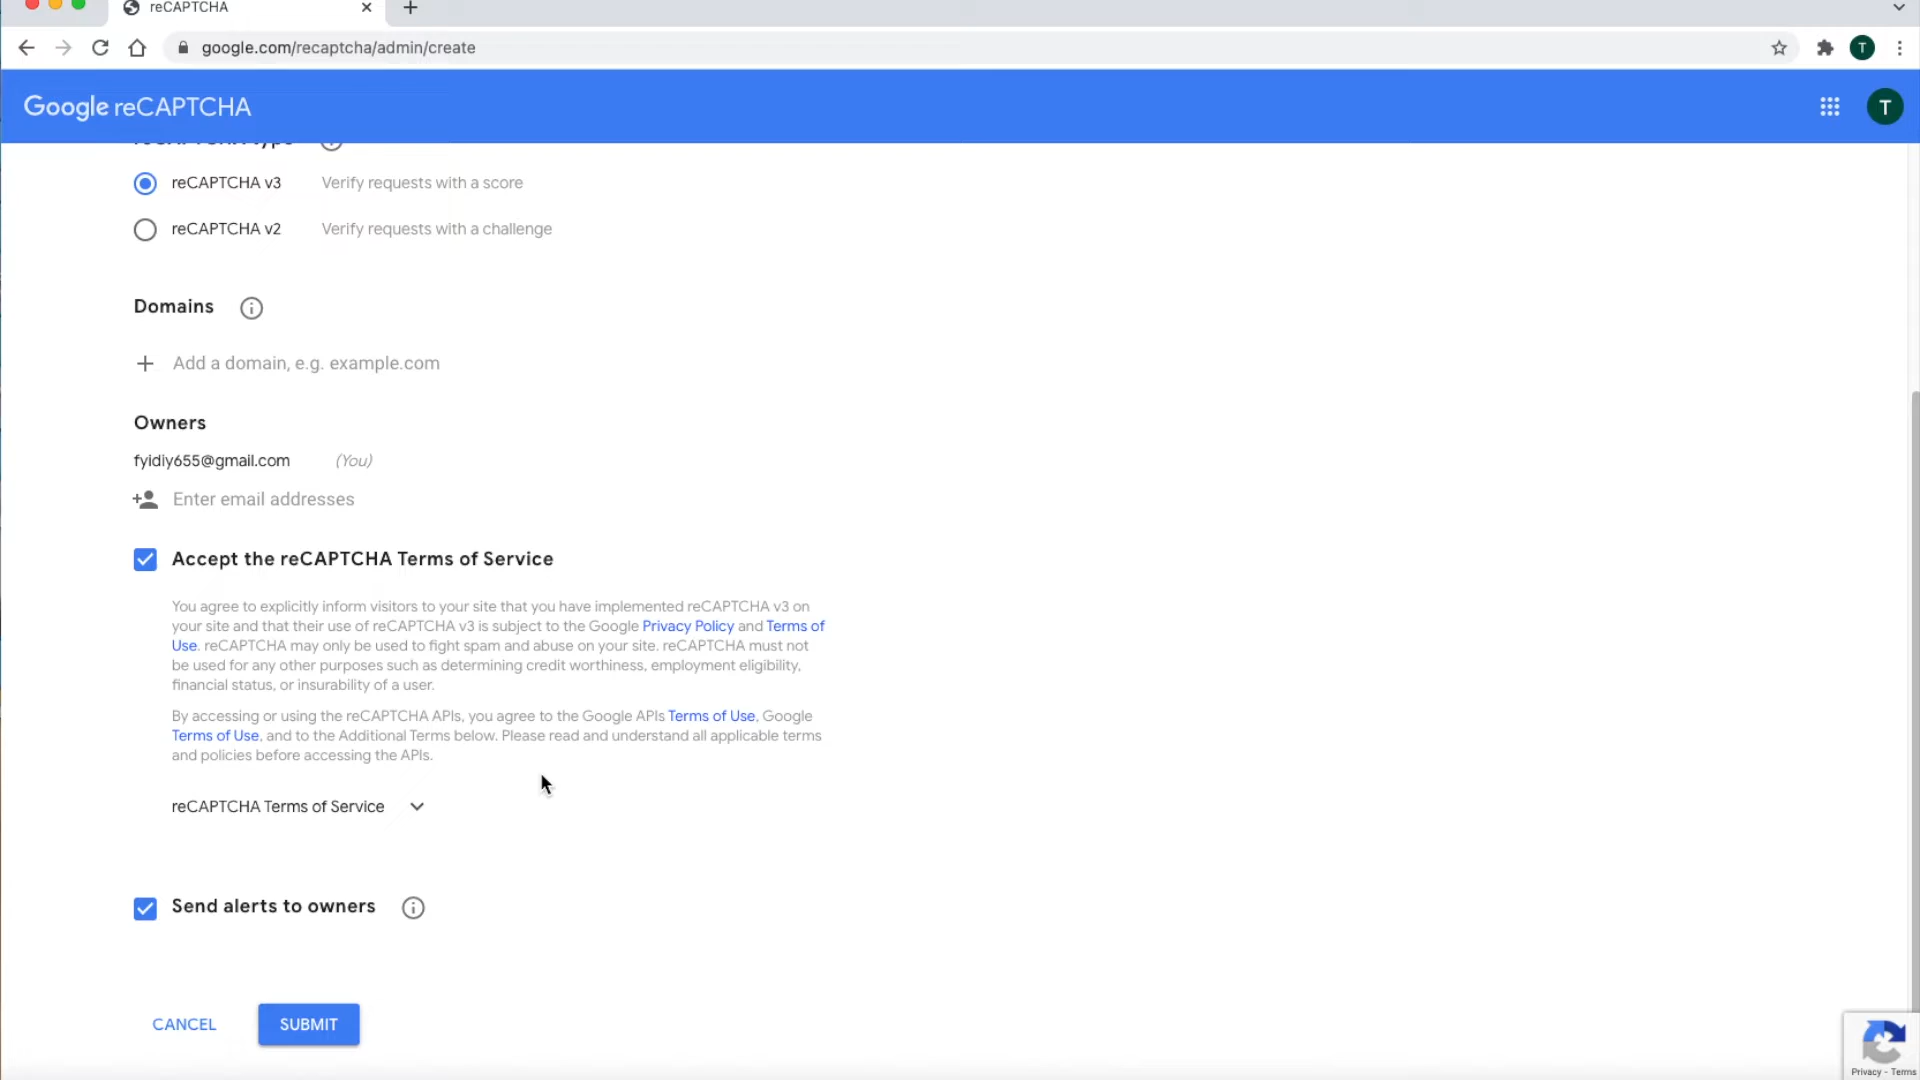 reCAPTCHA
google.com/recaptcha/admin/create
T
Google reCAPTCHA
T
reCAPTCHA type
reCAPTCHA v3 Verify requests with a score
reCAPTCHA v2 Verify requests with a challenge
Domains
Add a domain, e.g. example.com
Owners
fyidiy655@gmail.com (You)
Enter email addresses
Accept the reCAPTCHA Terms of Service
You agree to explicitly inform visitors to your site that you have implemented reCAPTCHA v3 on
your site and that their use of reCAPTCHA v3 is subject to the Google Privacy Policy and Terms of
Use. reCAPTCHA may only be used to fight spam and abuse on your site. reCAPTCHA must not
be used for any other purposes such as determining credit worthiness, employment eligibility,
financial status, or insurability of a user.
By accessing or using the reCAPTCHA APIs, you agree to the Google APIs Terms of Use, Google
Terms of Use, and to the Additional Terms below. Please read and understand all applicable terms
and policies before accessing the APIs.
reCAPTCHA Terms of Service
Send alerts to owners
CANCEL SUBMIT
Privacy - Terms